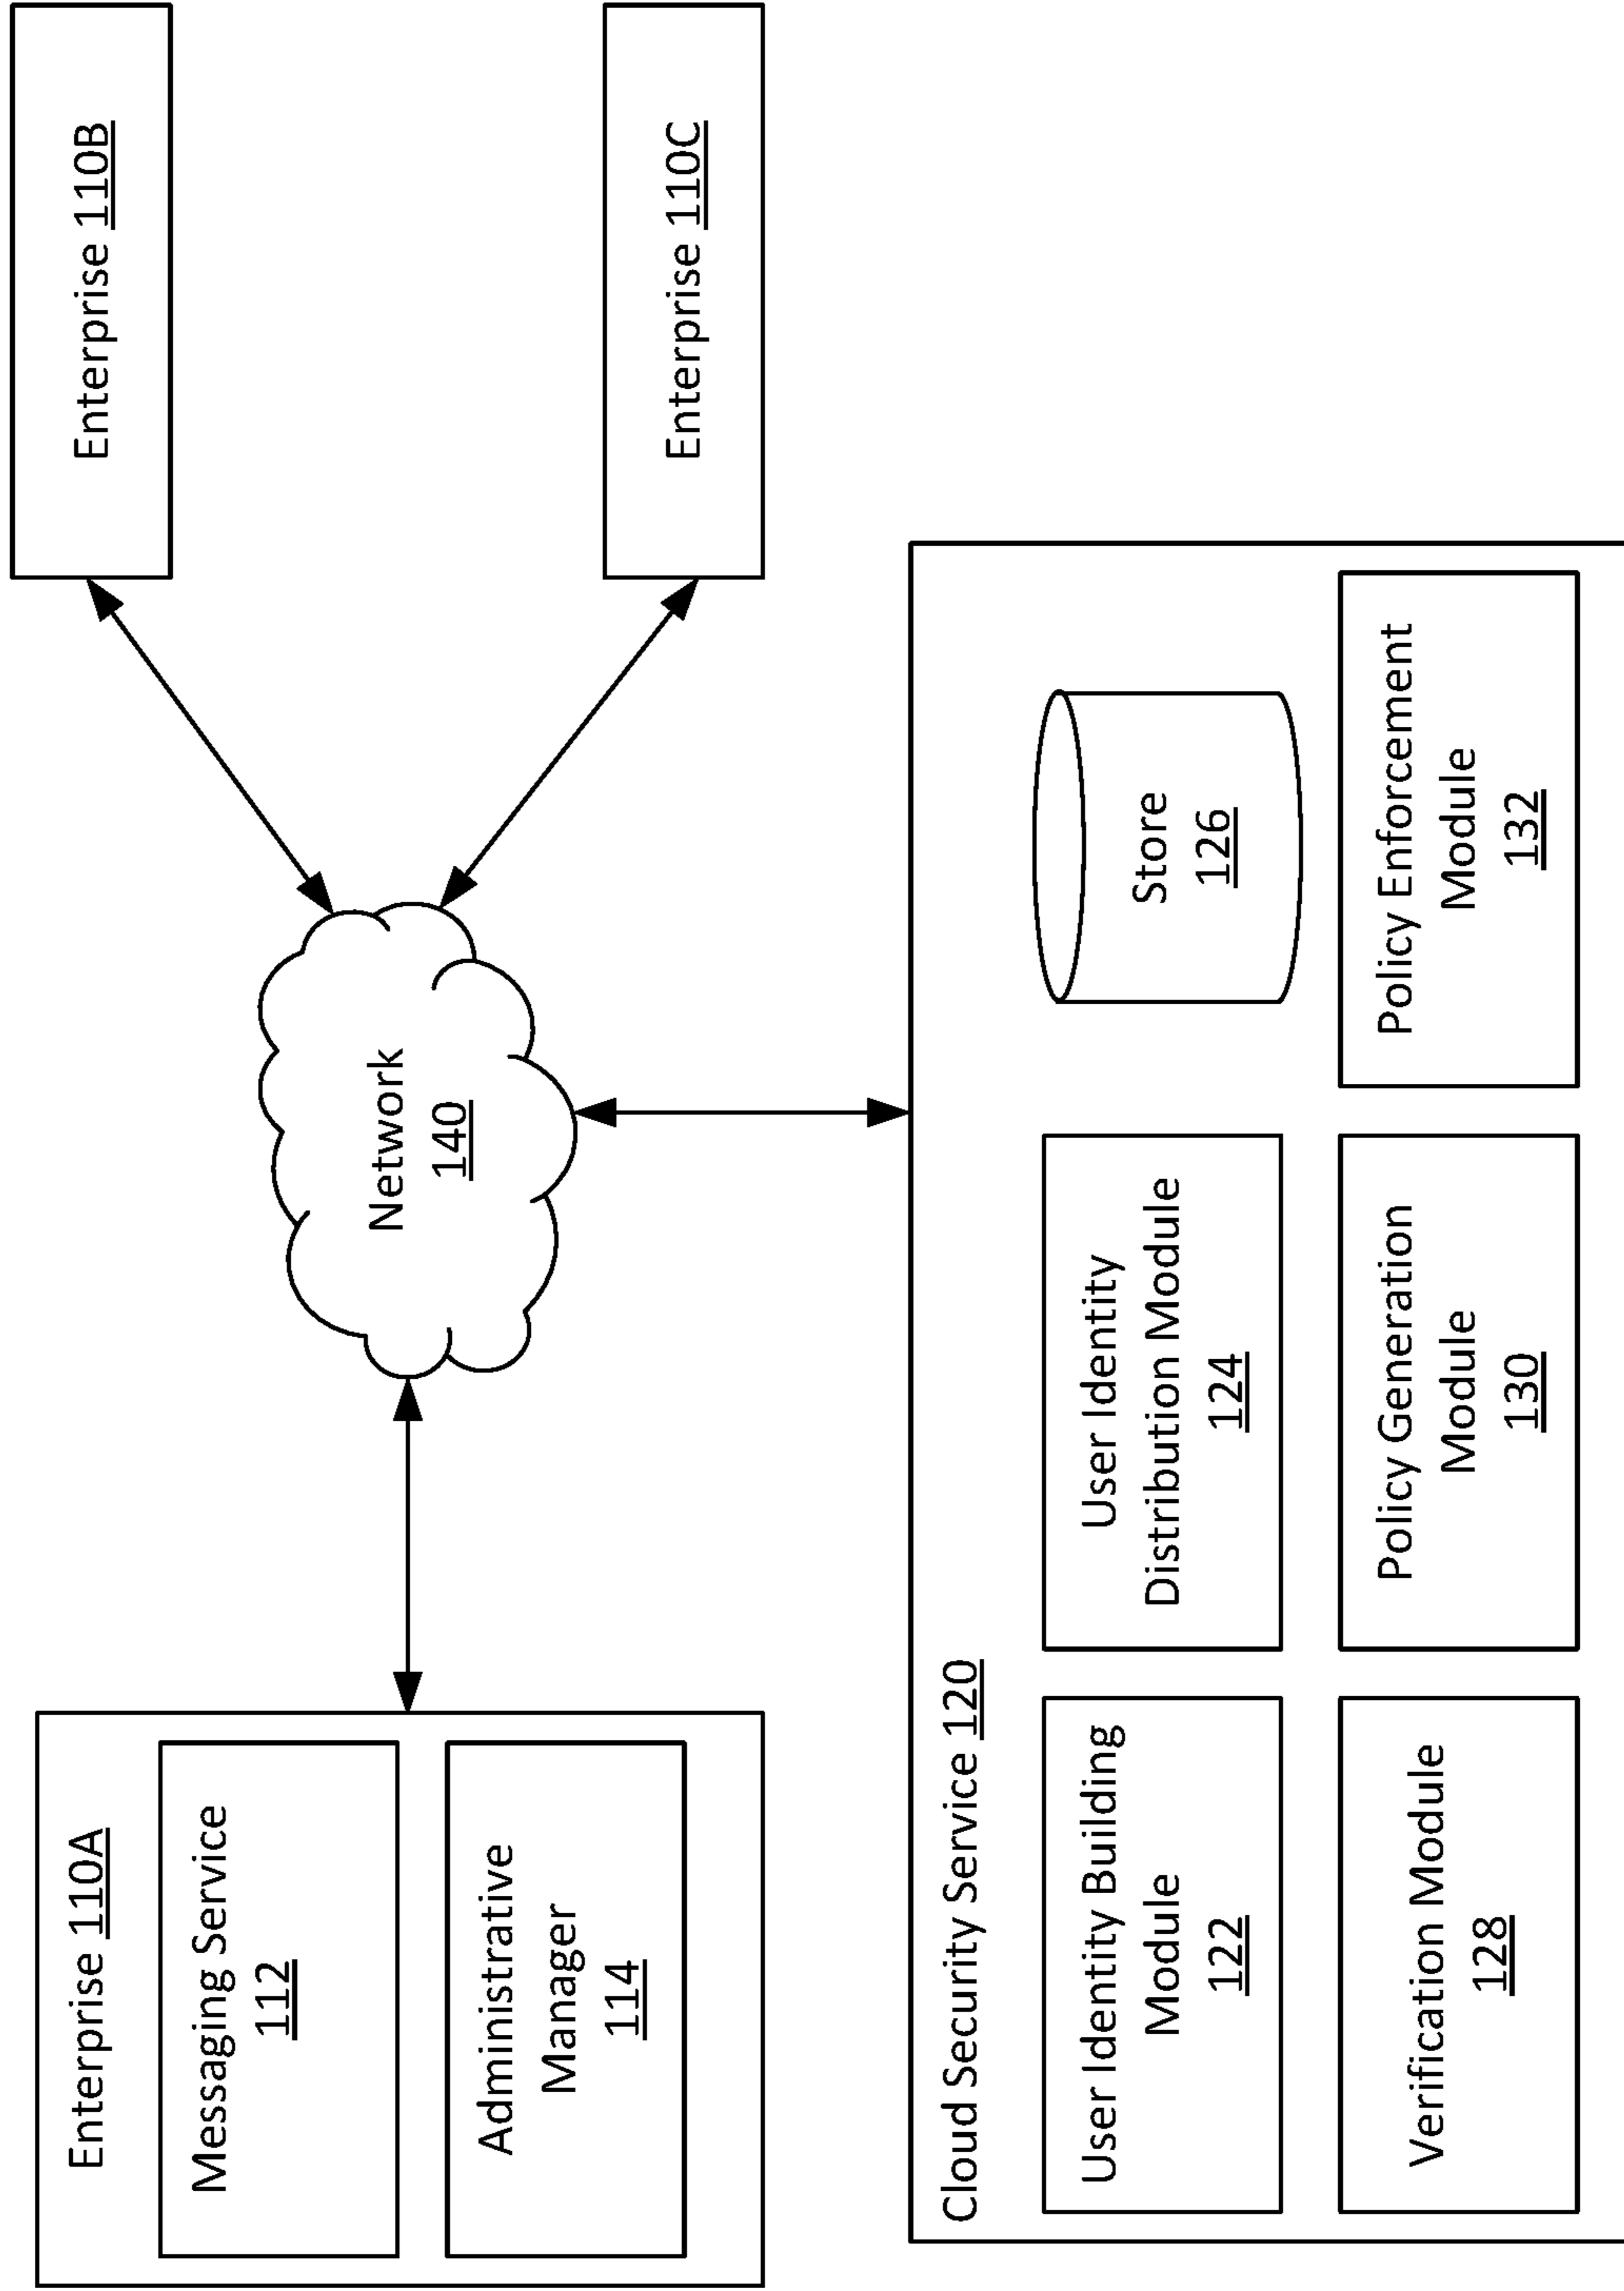 Enterprise 110A
Messaging Service
112
Administrative
Manager
114
Network
140
Enterprise 110B
Enterprise 110C
Cloud Security Service 120
User Identity Building
Module
122
User Identity
Distribution Module
124
Store
126
Verification Module
128
Policy Generation
Module
130
Policy Enforcement
Module
132